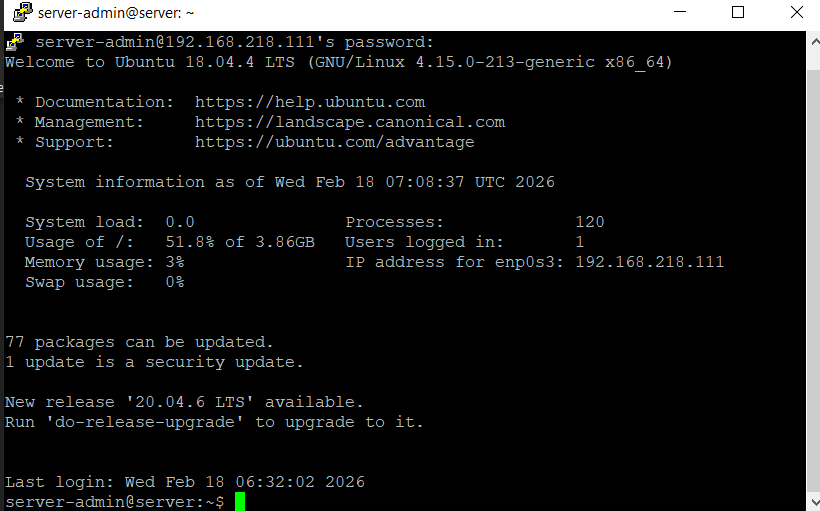 server-admin@server: ~
server-admin@192.168.218.111's password:
Welcome to Ubuntu 18.04.4 LTS (GNU/Linux 4.15.0-213-generic x86_64)
* Documentation:  https://help.ubuntu.com
* Management:     https://landscape.canonical.com
* Support:        https://ubuntu.com/advantage
System information as of Wed Feb 18 07:08:37 UTC 2026
System load:  0.0               Processes:             120
Usage of /:   51.8% of 3.86GB   Users logged in:       1
Memory usage: 3%                IP address for enp0s3: 192.168.218.111
Swap usage:   0%
77 packages can be updated.
1 update is a security update.
New release '20.04.6 LTS' available.
Run 'do-release-upgrade' to upgrade to it.
Last login: Wed Feb 18 06:32:02 2026
server-admin@server:~$